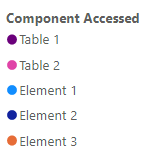 Component Accessed
Table 1
Table 2
Element 1
Element 2
Element 3